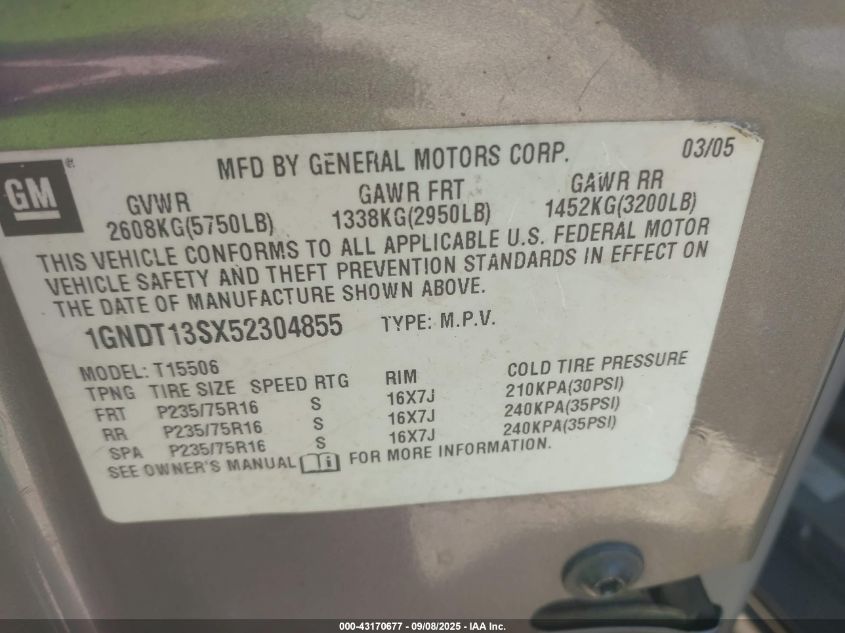 GM
®
MFD BY GENERAL MOTORS CORP. 03/05
GVWR GAWR FRT GAWR RR
2608KG(5750LB) 1338KG(2950LB) 1452KG(3200LB)
THIS VEHICLE CONFORMS TO ALL APPLICABLE U.S. FEDERAL MOTOR
VEHICLE SAFETY AND THEFT PREVENTION STANDARDS IN EFFECT ON
THE DATE OF MANUFACTURE SHOWN ABOVE.
1GNDT13SX52304855 TYPE: M.P.V.
MODEL: T15506
TPNG TIRE SIZE SPEED RTG RIM COLD TIRE PRESSURE
FRT P235/75R16 S 16X7J 210KPA(30PSI)
RR P235/75R16 S 16X7J 240KPA(35PSI)
SPA P235/75R16 S 16X7J 240KPA(35PSI)
SEE OWNER'S MANUAL i FOR MORE INFORMATION.
000-43170677 - 09/08/2025 - IAA Inc.